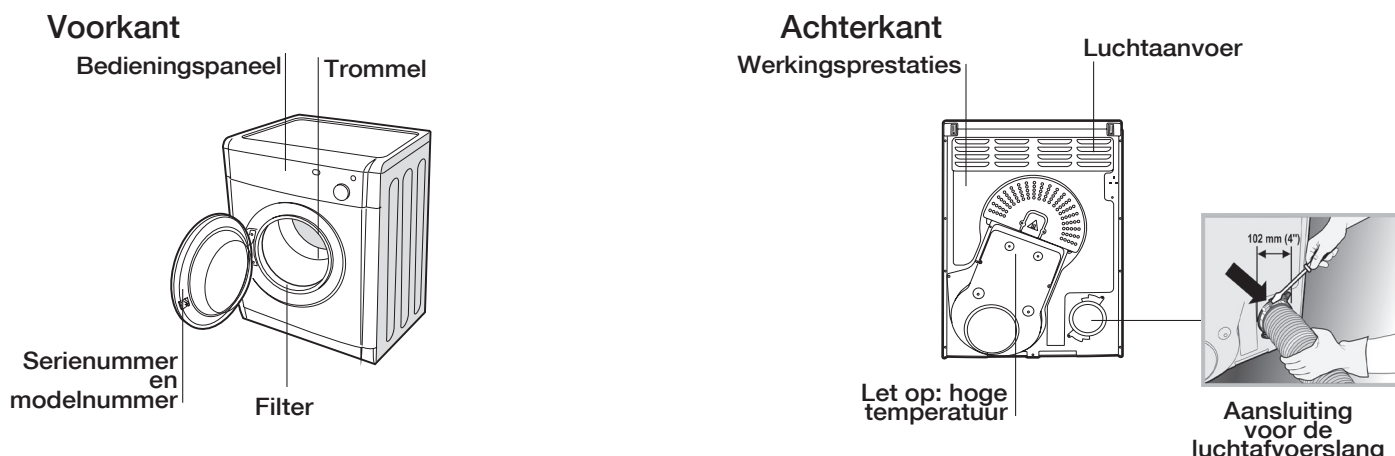 Voorkant
Bedieningspaneel
Trommel
Serienummer
en
modelnummer
Filter
Achterkant
Werkingsprestaties
Luchtaanvoer
102 mm (4")
Let op: hoge
temperatuur
Aansluiting
voor de
luchtafvoerslang